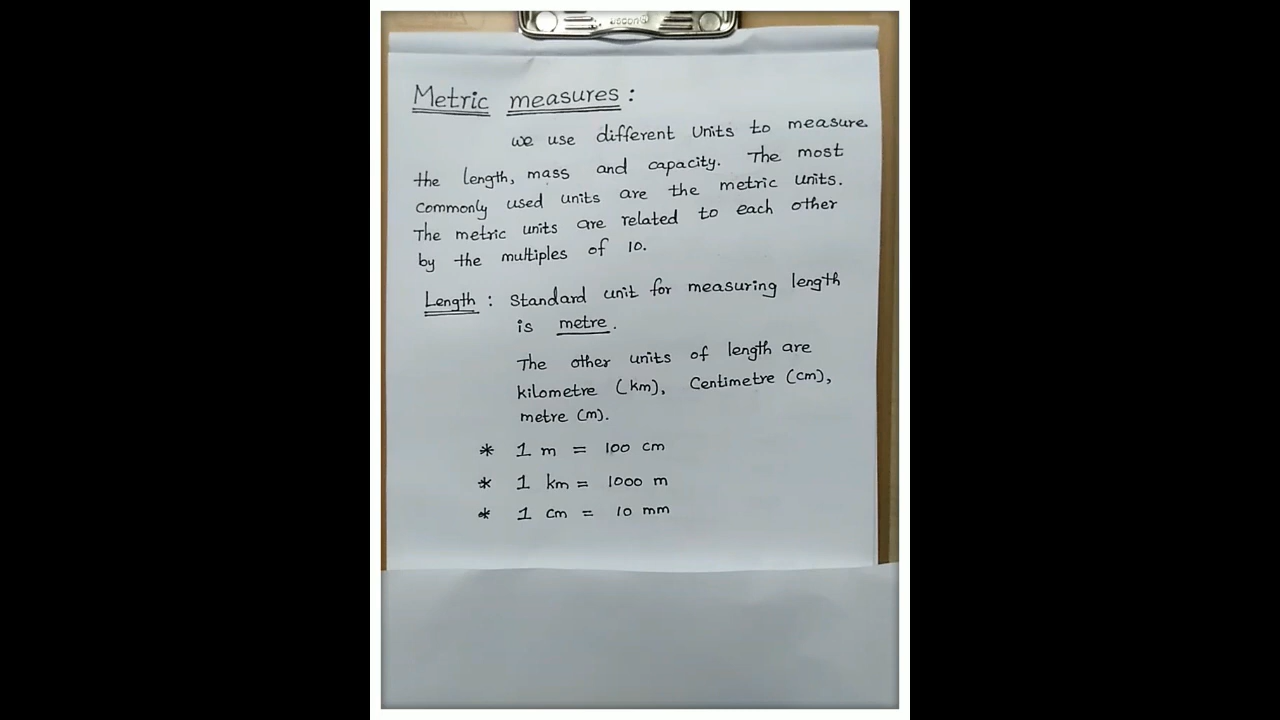 Metric measures :
we use different Units to measure
the length, mass and capacity. The most
commonly used units are the metric units.
The metric units are related to each other
by the multiples of 10.
Length : Standard unit for measuring length
is metre.
The other units of length are
kilometre (km), Centimetre (cm),
metre (m).
* 1 m = 100 cm
* 1 km = 1000 m
* 1 cm = 10 mm